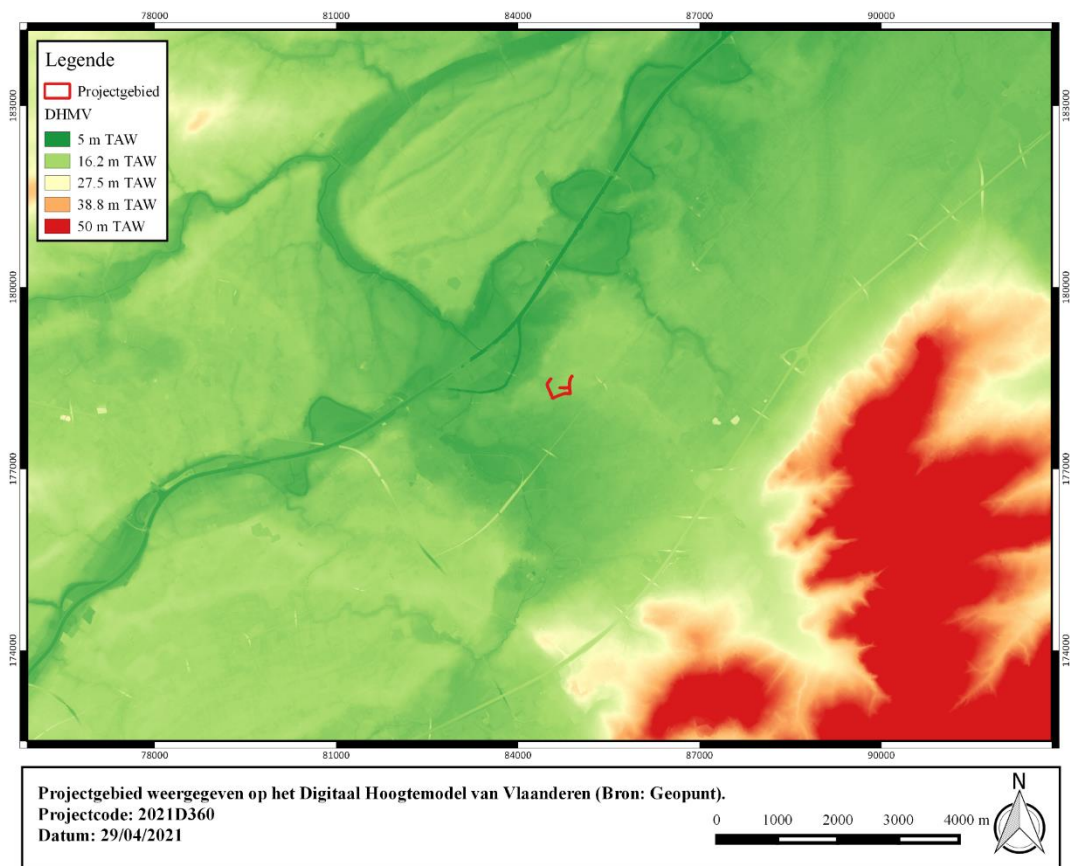 78000 81000 84000 87000 90000
Legende
Projectgebied
DHMV
5 m TAW
16.2 m TAW
27.5 m TAW
38.8 m TAW
50 m TAW
183000 183000
180000 180000
177000 177000
174000 174000
78000 81000 84000 87000 90000
Projectgebied weergegeven op het Digitaal Hoogtemodel van Vlaanderen (Bron: Geopunt).
Projectcode: 2021D360
Datum: 29/04/2021
0 1000 2000 3000 4000 m
N